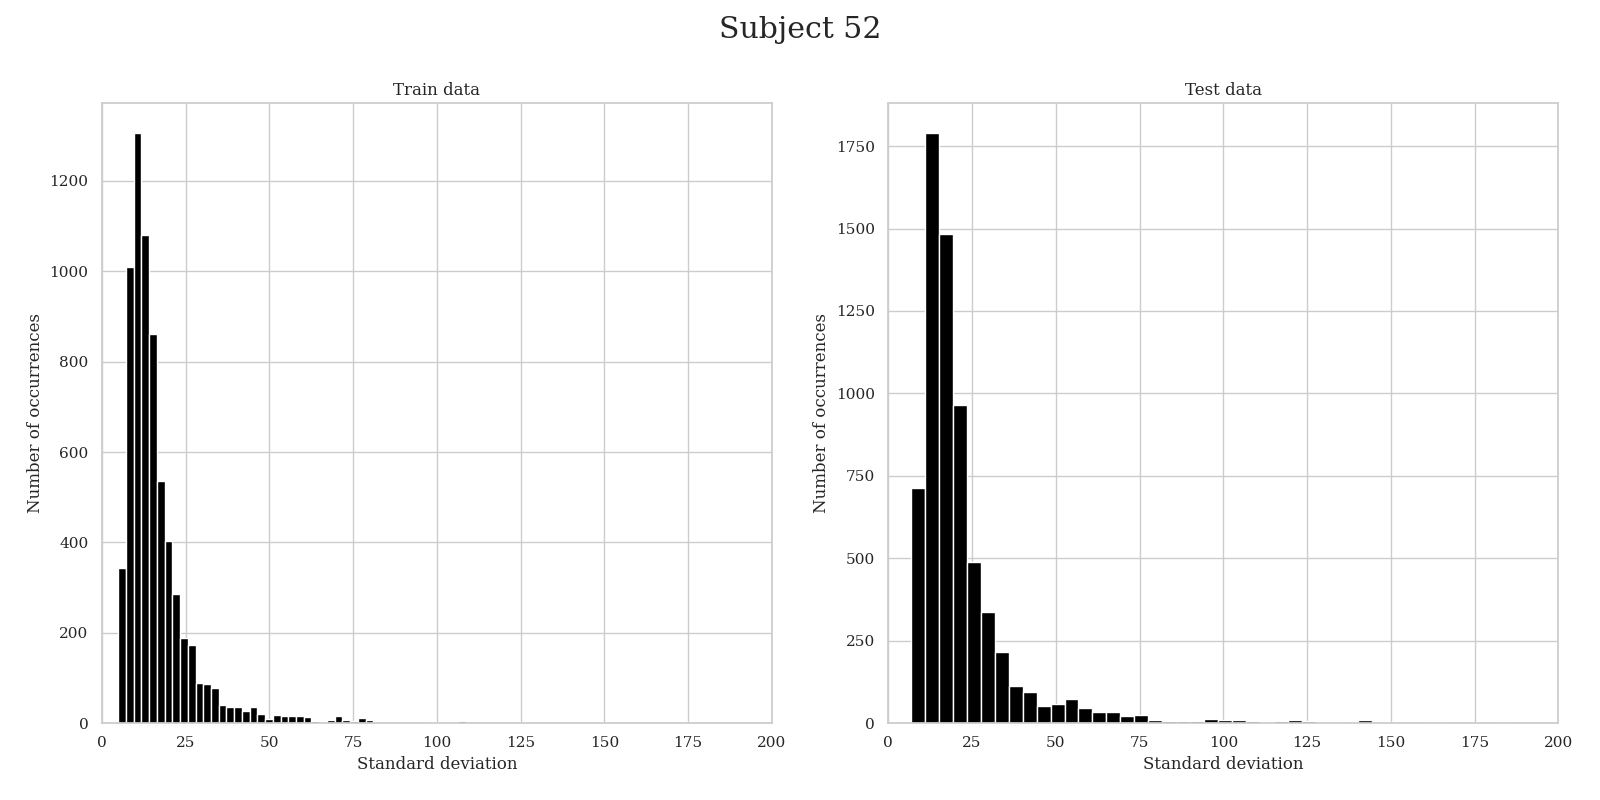 Subject 52
Train data
Number of occurrences
1200
1000
800
600
400
200
0
0 25 50 75 100 125 150 175 200
Standard deviation
Test data
Number of occurrences
1750
1500
1250
1000
750
500
250
0
0 25 50 75 100 125 150 175 200
Standard deviation